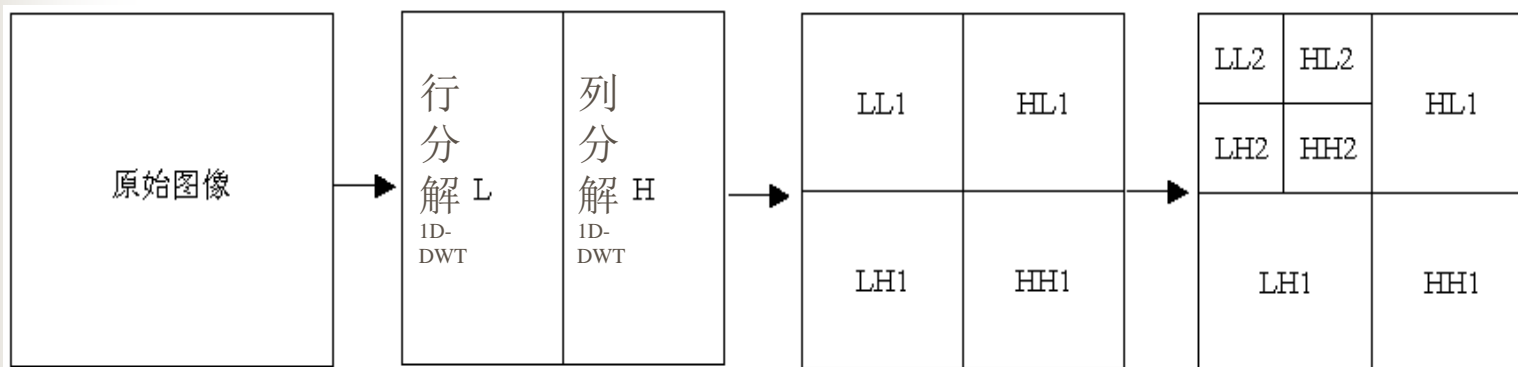 原始图像
行
分
解 L
1D-
DWT
列
分
解 H
1D-
DWT
LL1 HL1
LH1 HH1
LL2 HL2
LH2 HH2
HL1
LH1 HH1